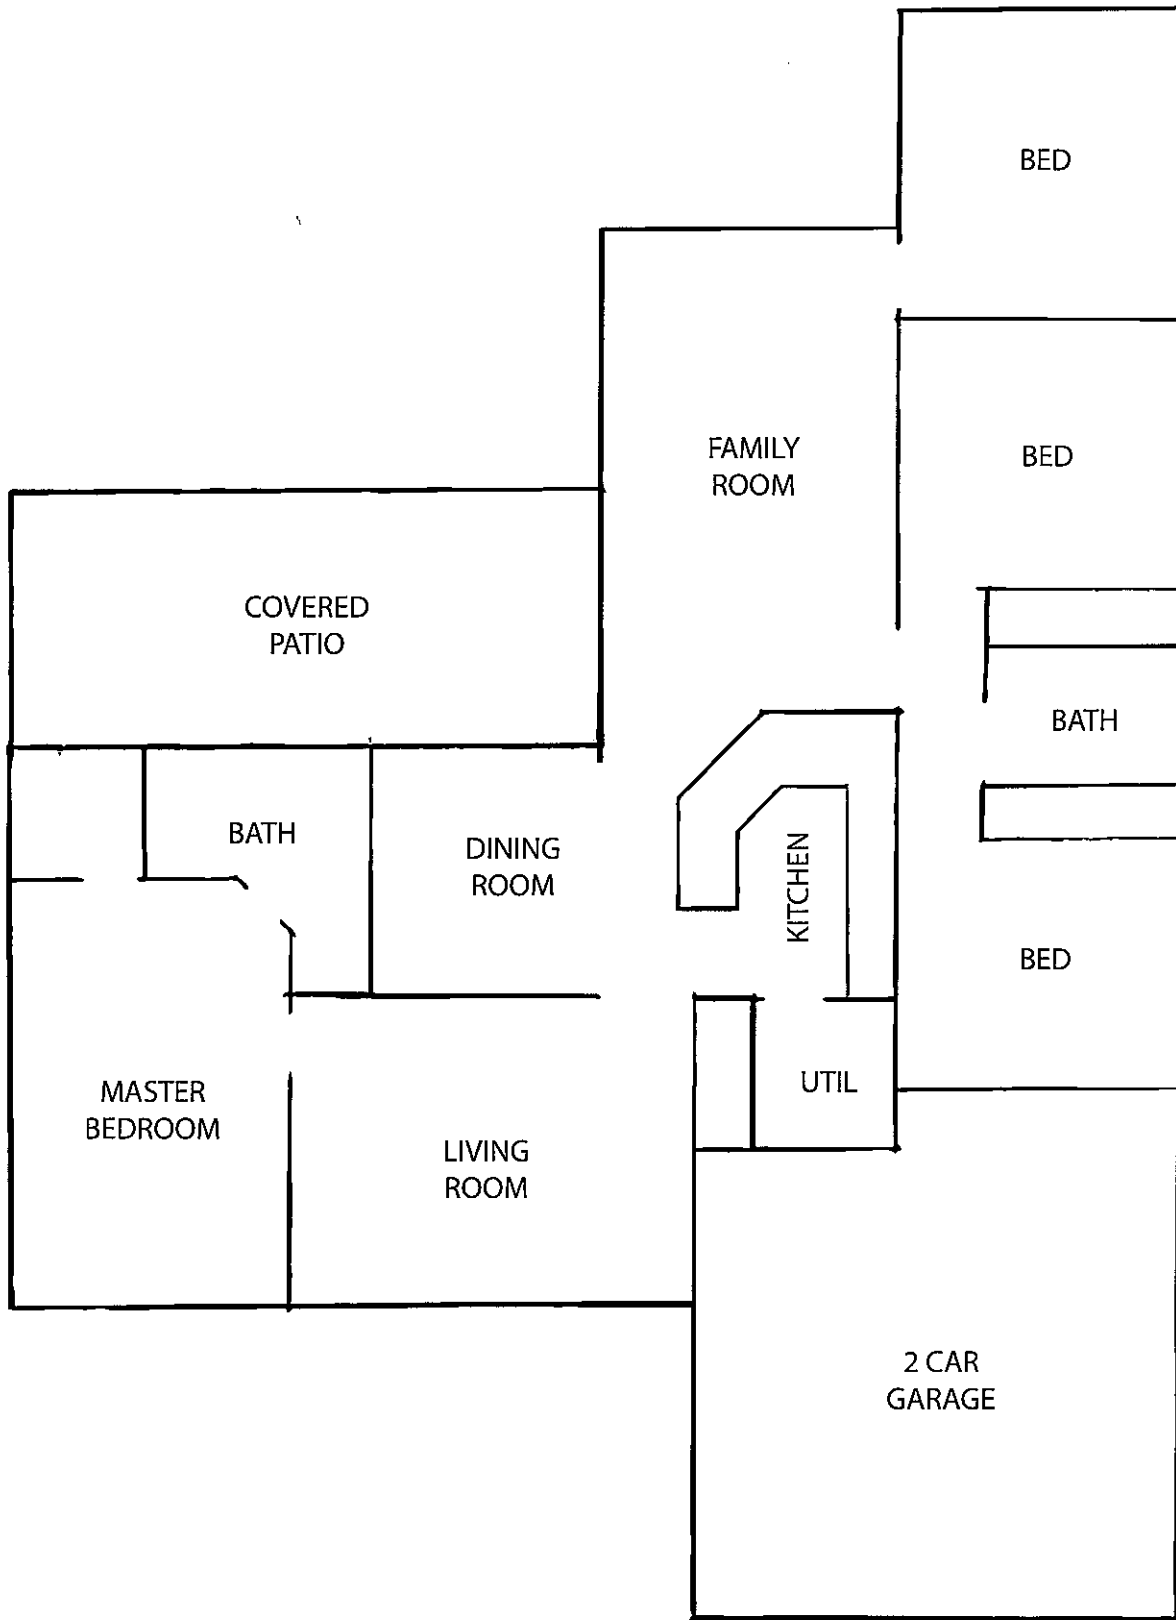 BED
FAMILY
ROOM
BED
COVERED
PATIO
BATH
BATH
DINING
ROOM
KITCHEN
BED
MASTER
BEDROOM
UTIL
LIVING
ROOM
2 CAR
GARAGE